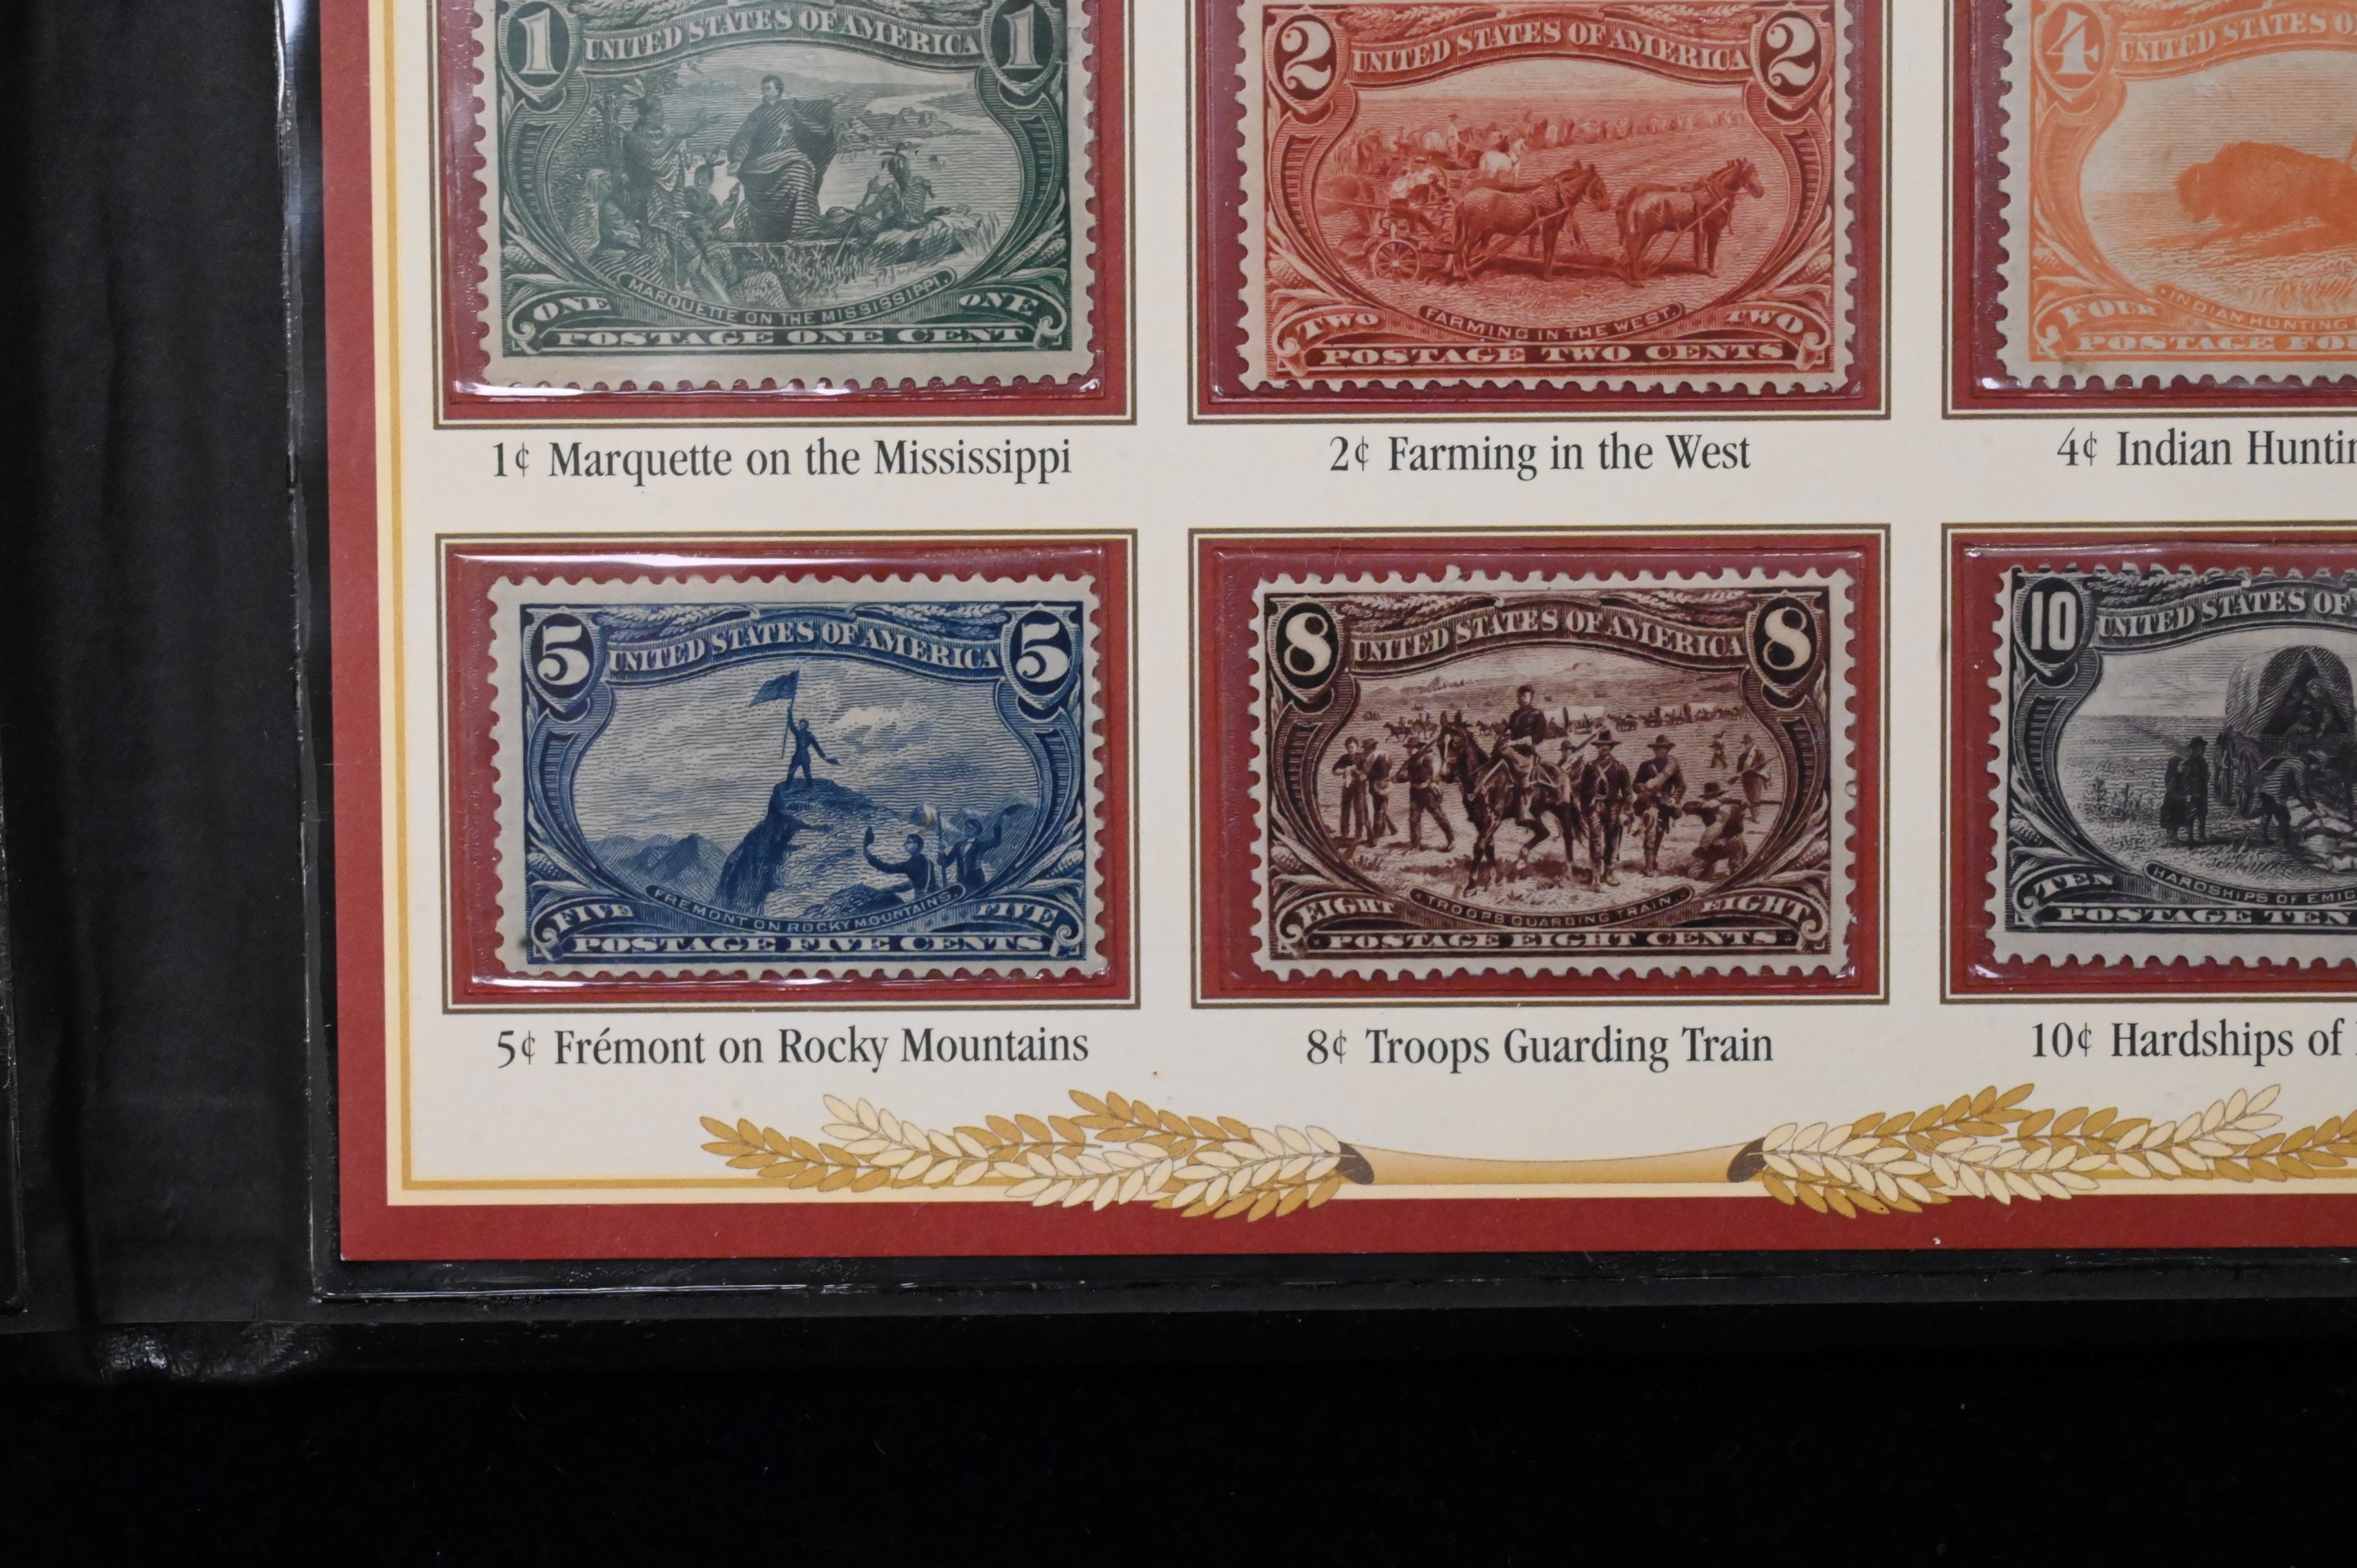 1 UNITED STATES OF AMERICA 1
MARQUETTE ON THE MISSISSIPPI.
ONE ONE
POSTAGE ONE CENT
1¢ Marquette on the Mississippi
2 UNITED STATES OF AMERICA 2
FARMING IN THE WEST.
TWO TWO
POSTAGE TWO CENTS
2¢ Farming in the West
4 UNITED STATES O
INDIAN HUNTING
FOUR
POSTAGE FOU
4¢ Indian Huntin
5 UNITED STATES OF AMERICA 5
FREMONT ON ROCKY MOUNTAINS.
FIVE FIVE
POSTAGE FIVE CENTS
5¢ Frémont on Rocky Mountains
8 UNITED STATES OF AMERICA 8
TROOPS GUARDING TRAIN.
EIGHT EIGHT
POSTAGE EIGHT CENTS
8¢ Troops Guarding Train
10 UNITED STATES OF
HARDSHIPS OF EMIG
TEN
POSTAGE TEN
10¢ Hardships of